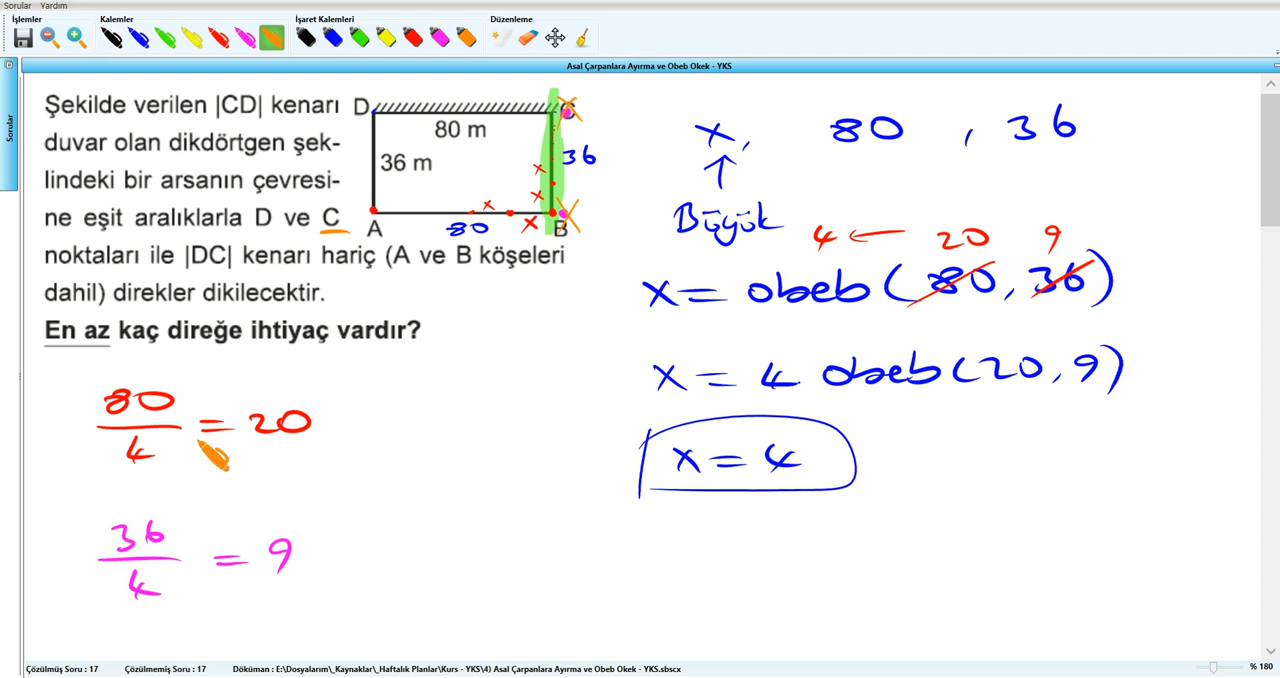 Sorular Yardım
İşlemler Kalemler İşaret Kalemleri Düzenleme
Asal Çarpanlara Ayırma ve Obeb Okek - YKS
Sorular
Şekilde verilen |CD| kenarı
duvar olan dikdörtgen şek-
lindeki bir arsanın çevresi-
ne eşit aralıklarla D ve C
noktaları ile |DC| kenarı hariç (A ve B köşeleri
dahil) direkler dikilecektir.
En az kaç direğe ihtiyaç vardır?
D C
80 m
36 m 36
x
x
x x
80
A B
x, 80 , 36
↑
Büyük
4 ← 20 9
x = obeb(80, 36)
x = 4 obeb(20, 9)
x = 4
80
4
= 20
36
4
= 9
Çözülmüş Soru : 17 Çözülmemiş Soru : 17 Döküman : E:\Dosyalarım\_Kaynaklar\_Haftalık Planlar\Kurs - YKS\4) Asal Çarpanlara Ayırma ve Obeb Okek - YKS.sbscx % 180